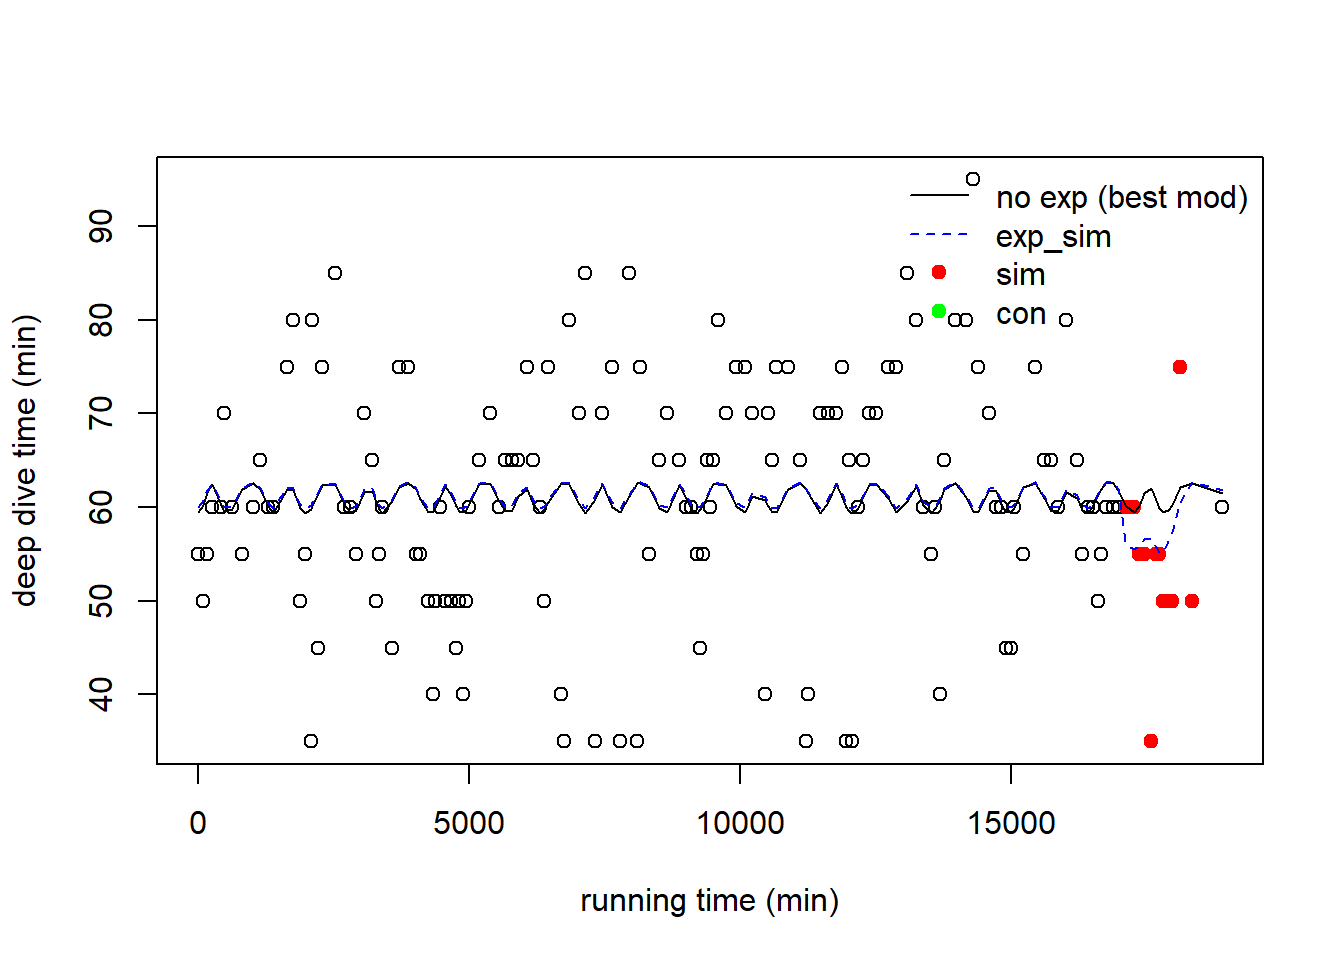 90
80
70
60
50
40
deep dive time (min)
0
5000
10000
15000
running time (min)
no exp (best mod)
exp_sim
sim
con